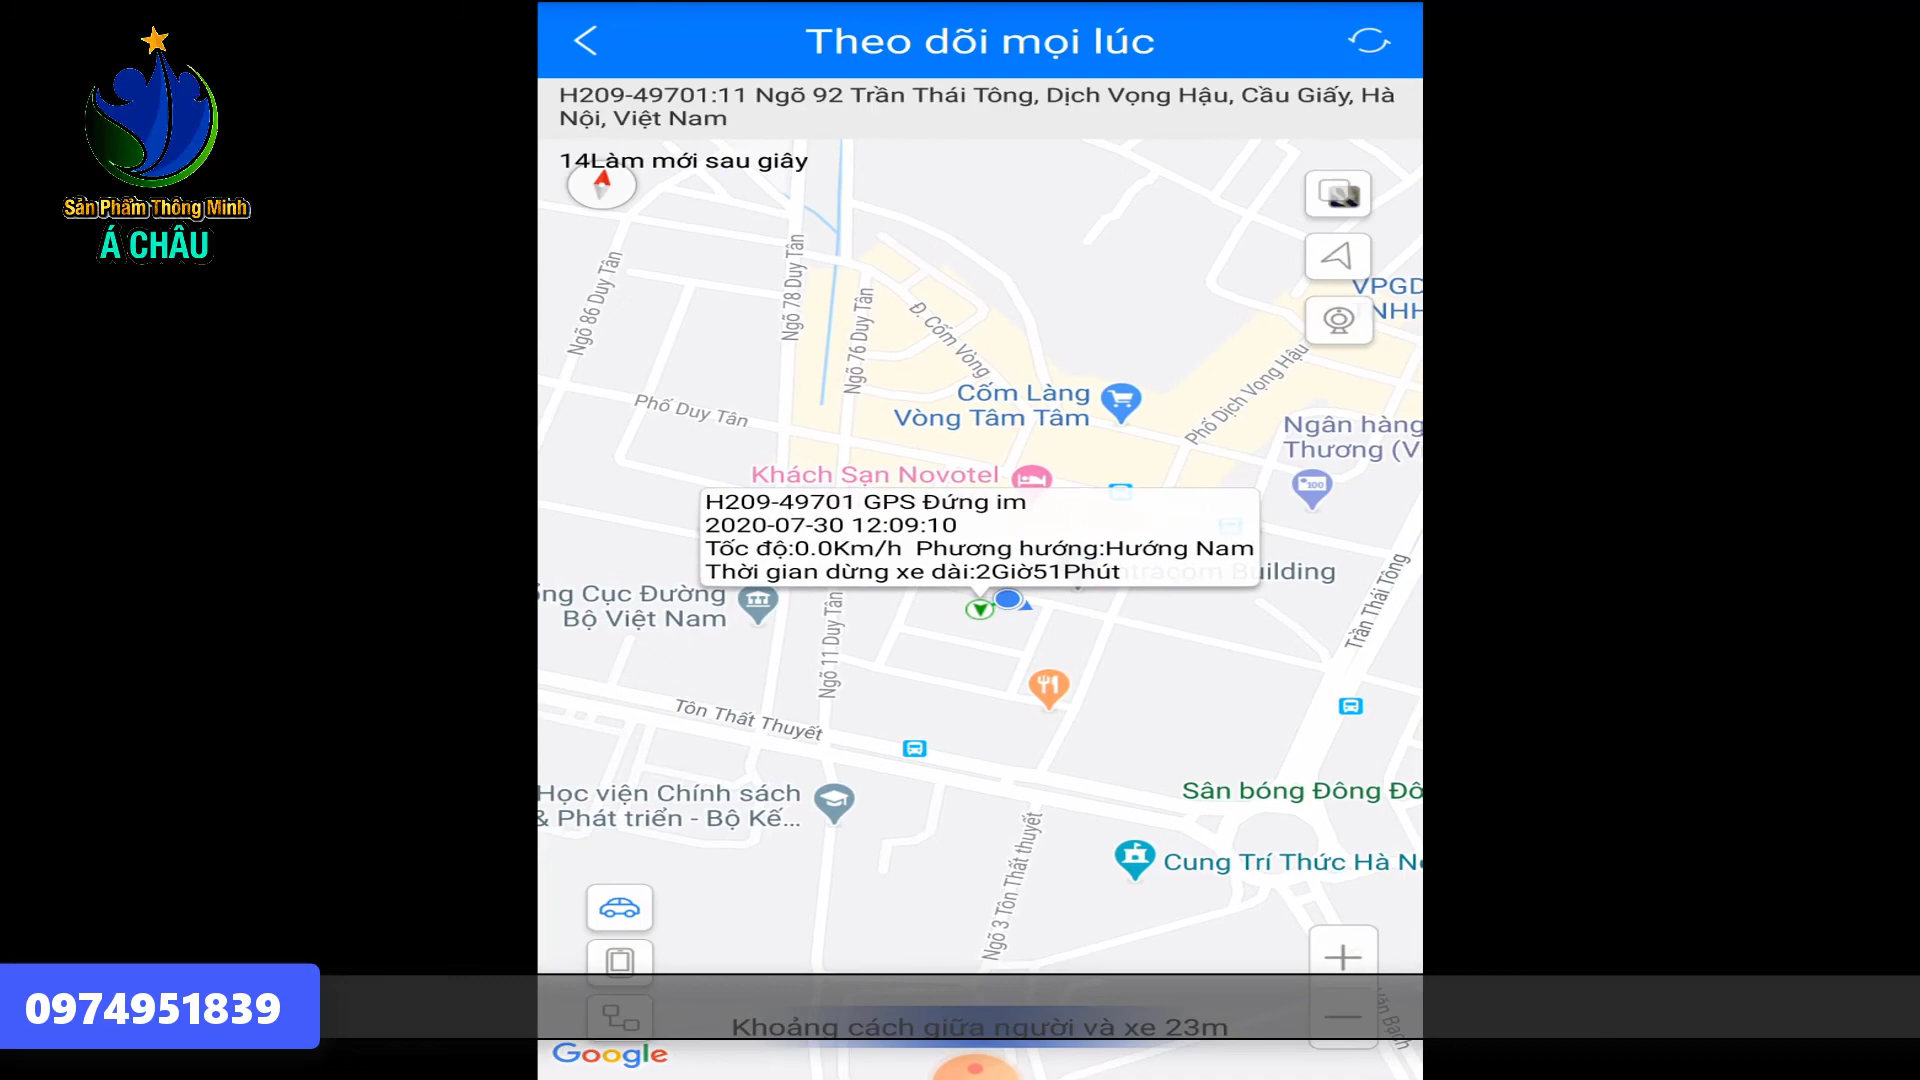 Sản Phẩm Thông Minh
Á CHÂU
Theo dõi mọi lúc
H209-49701:11 Ngõ 92 Trần Thái Tông, Dịch Vọng Hậu, Cầu Giấy, Hà
Nội, Việt Nam
14Làm mới sau giây
Ngõ 86 Duy Tân
Ngõ 78 Duy Tân
Ngõ 76 Duy Tân
Đ. Cốm Vòng
VPGD
TNHH
Phố Dịch Vọng Hậu
Phố Duy Tân
Cốm Làng
Vòng Tâm Tâm
Ngân hàng
Thương (V
100
Khách Sạn Novotel
H209-49701 GPS Đứng im
2020-07-30 12:09:10
Tốc độ:0.0Km/h Phương hướng:Hướng Nam
Thời gian dừng xe dài:2Giờ51Phút
Building
Cục Đường
Bộ Việt Nam
Ngõ 11 Duy Tân
Trần Thái Tông
Tôn Thất Thuyết
Học viện Chính sách
& Phát triển - Bộ Kế...
Sân bóng Đông Đô
Cung Trí Thức Hà N
Ngõ 3 Tôn Thất thuyết
0974951839
Khoảng cách giữa người và xe 23m
Google